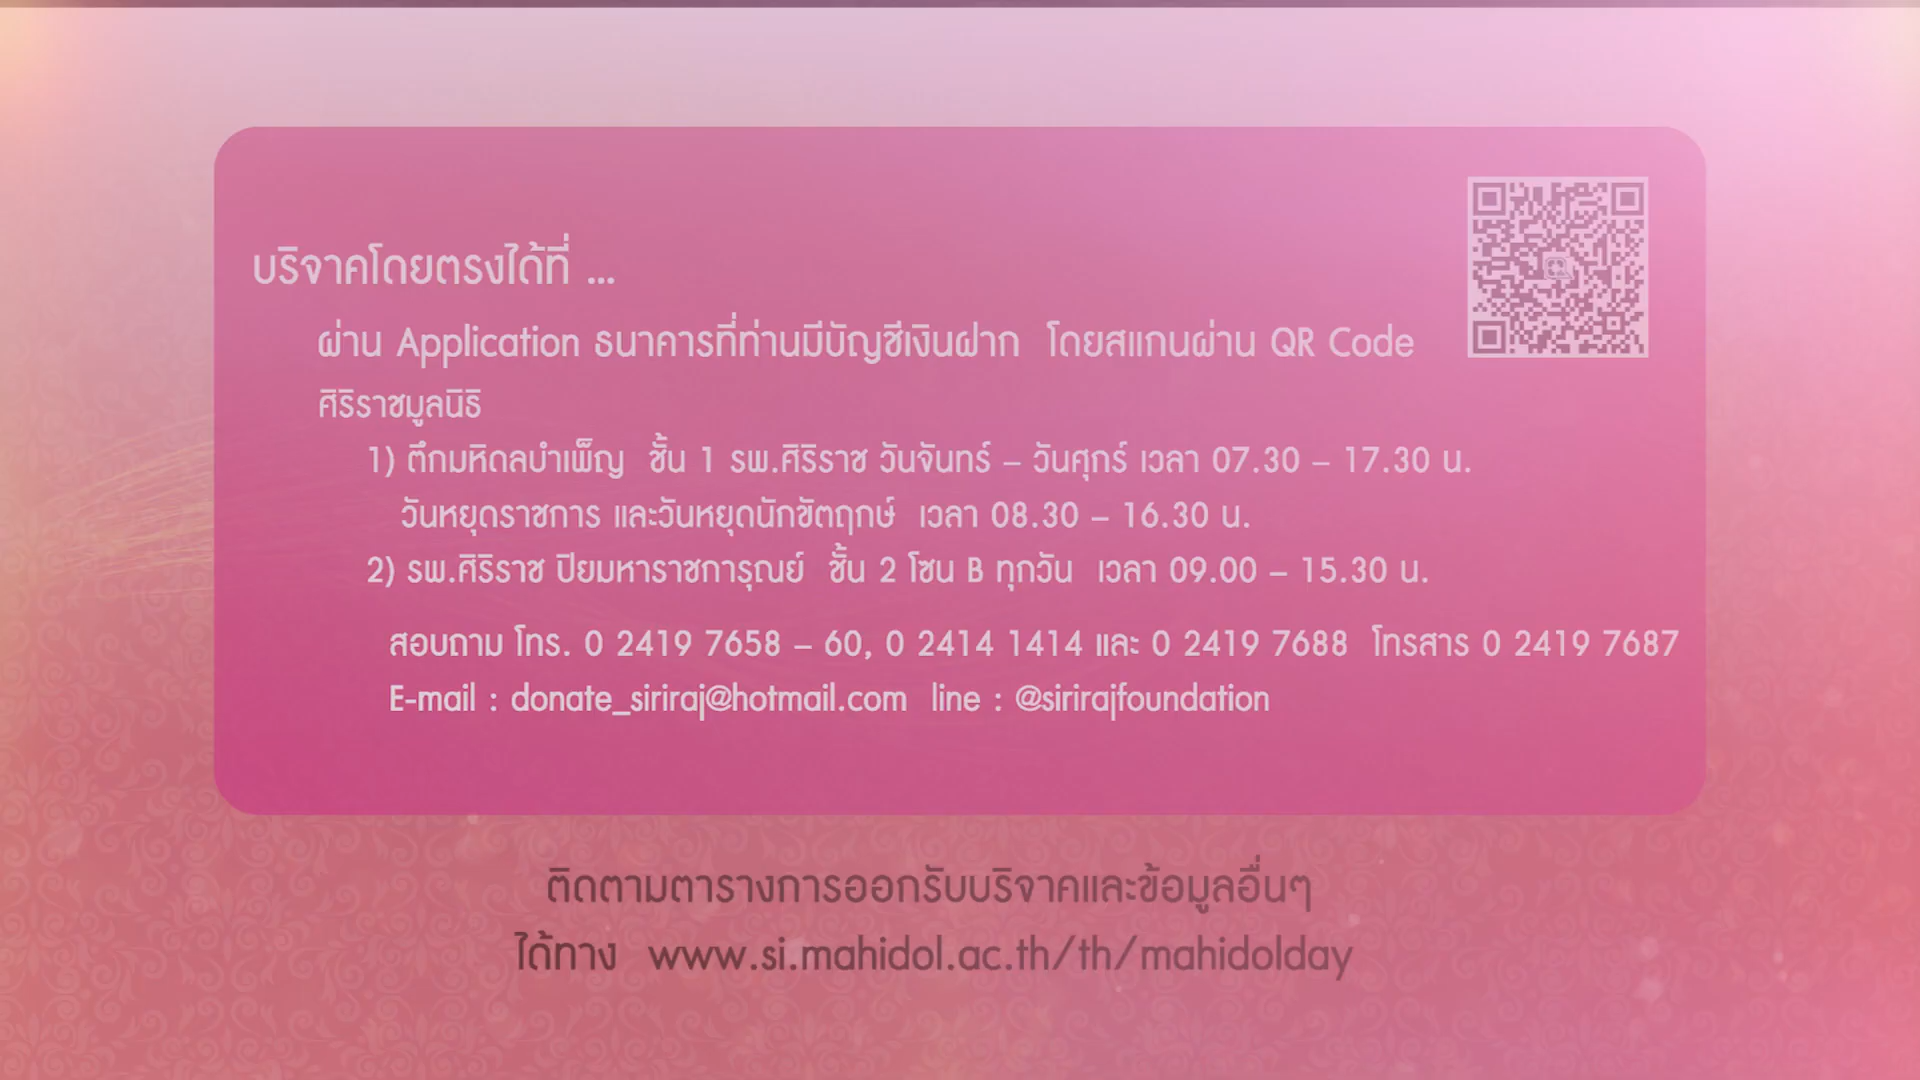 บริจาคโดยตรงได้ที่ ...
ผ่าน Application ธนาคารที่ท่านมีบัญชีเงินฝาก โดยสแกนผ่าน QR Code
ศิริราชมูลนิธิ
1) ตึกมหิดลบำเพ็ญ ชั้น 1 รพ.ศิริราช วันจันทร์ – วันศุกร์ เวลา 07.30 – 17.30 น.
วันหยุดราชการ และวันหยุดนักขัตฤกษ์ เวลา 08.30 – 16.30 น.
2) รพ.ศิริราช ปิยมหาราชการุณย์ ชั้น 2 โซน B ทุกวัน เวลา 09.00 – 15.30 น.
สอบถาม โทร. 0 2419 7658 – 60, 0 2414 1414 และ 0 2419 7688 โทรสาร 0 2419 7687
E-mail : donate_siriraj@hotmail.com line : @sirirajfoundation
ติดตามตารางการออกรับบริจาคและข้อมูลอื่นๆ
ได้ทาง www.si.mahidol.ac.th/th/mahidolday